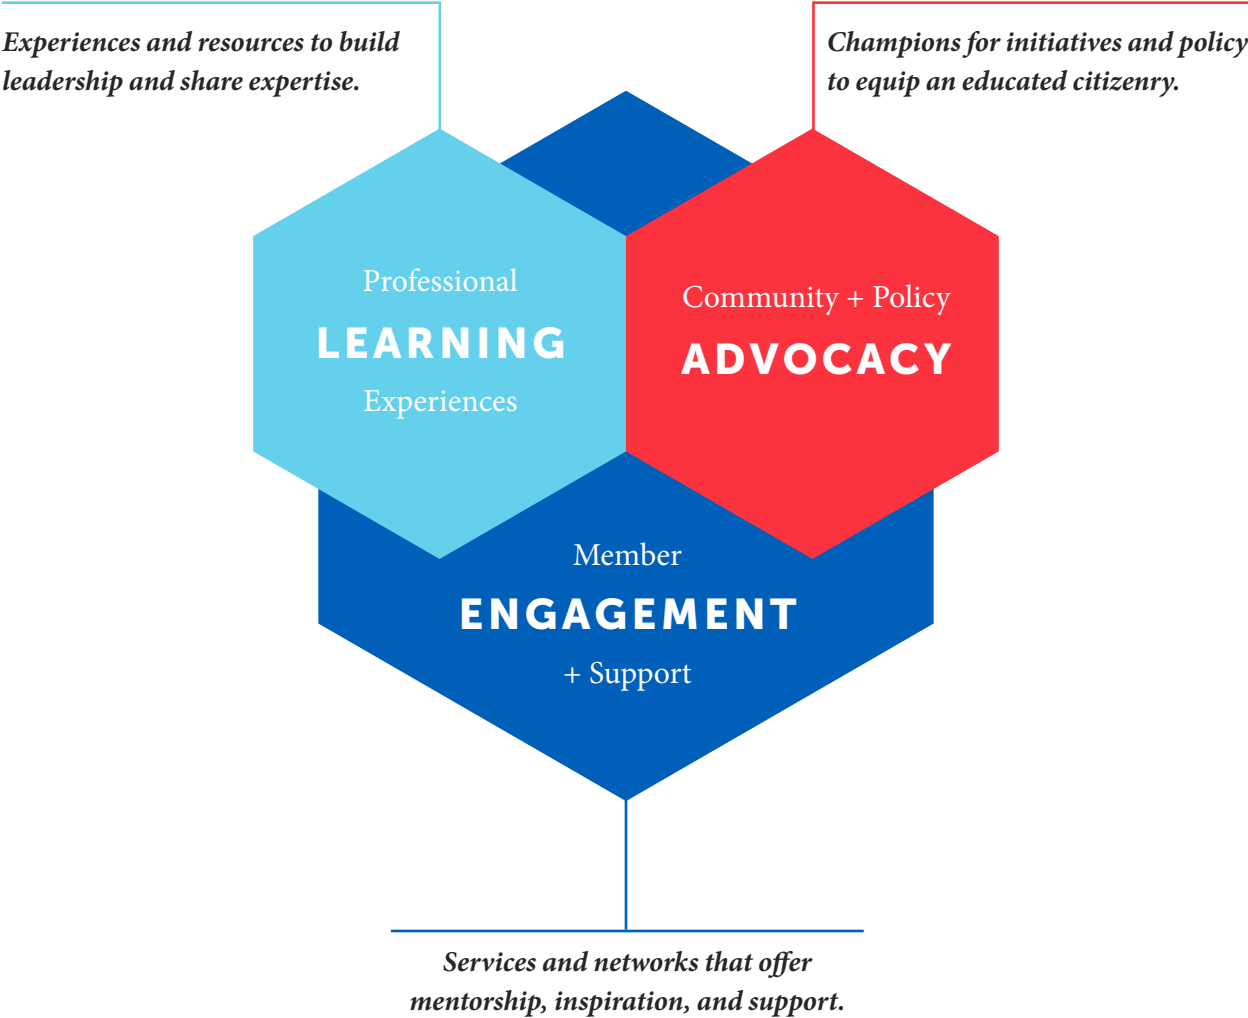 Experiences and resources to build
leadership and share expertise.
Champions for initiatives and policy
to equip an educated citizenry.
Professional
LEARNING
Experiences
Community + Policy
ADVOCACY
Member
ENGAGEMENT
+ Support
Services and networks that offer
mentorship, inspiration, and support.